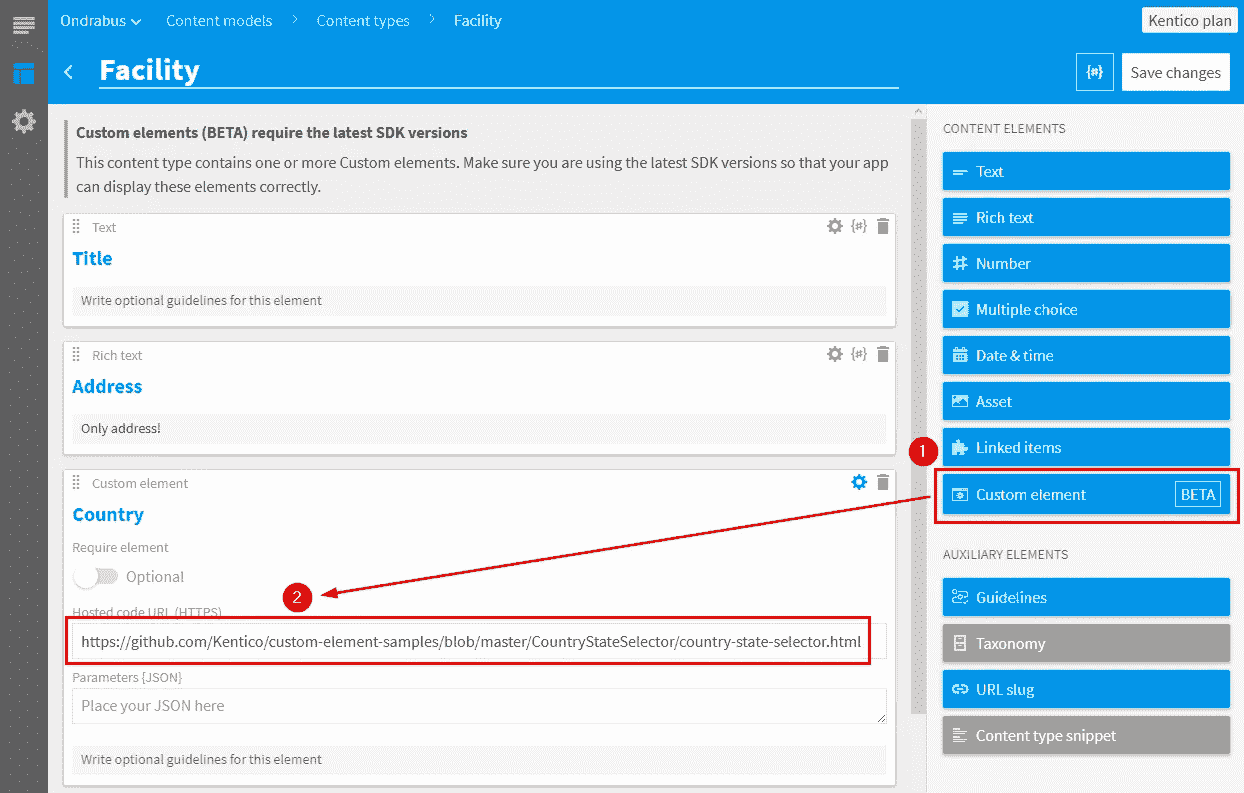 Ondrabus Content models Content types Facility
Kentico plan
Facility
{#}
Save changes
Custom elements (BETA) require the latest SDK versions
This content type contains one or more Custom elements. Make sure you are using the latest SDK versions so that your app
can display these elements correctly.
Text
{#}
Title
Write optional guidelines for this element
Rich text
{#}
Address
Only address!
Custom element
Country
Require element
Optional
2
Hosted code URL (HTTPS)
https://github.com/Kentico/custom-element-samples/blob/master/CountryStateSelector/country-state-selector.html
Parameters {JSON}
Place your JSON here
Write optional guidelines for this element
CONTENT ELEMENTS
Text
Rich text
Number
Multiple choice
Date & time
Asset
Linked items
1
Custom element BETA
AUXILIARY ELEMENTS
Guidelines
Taxonomy
URL slug
Content type snippet